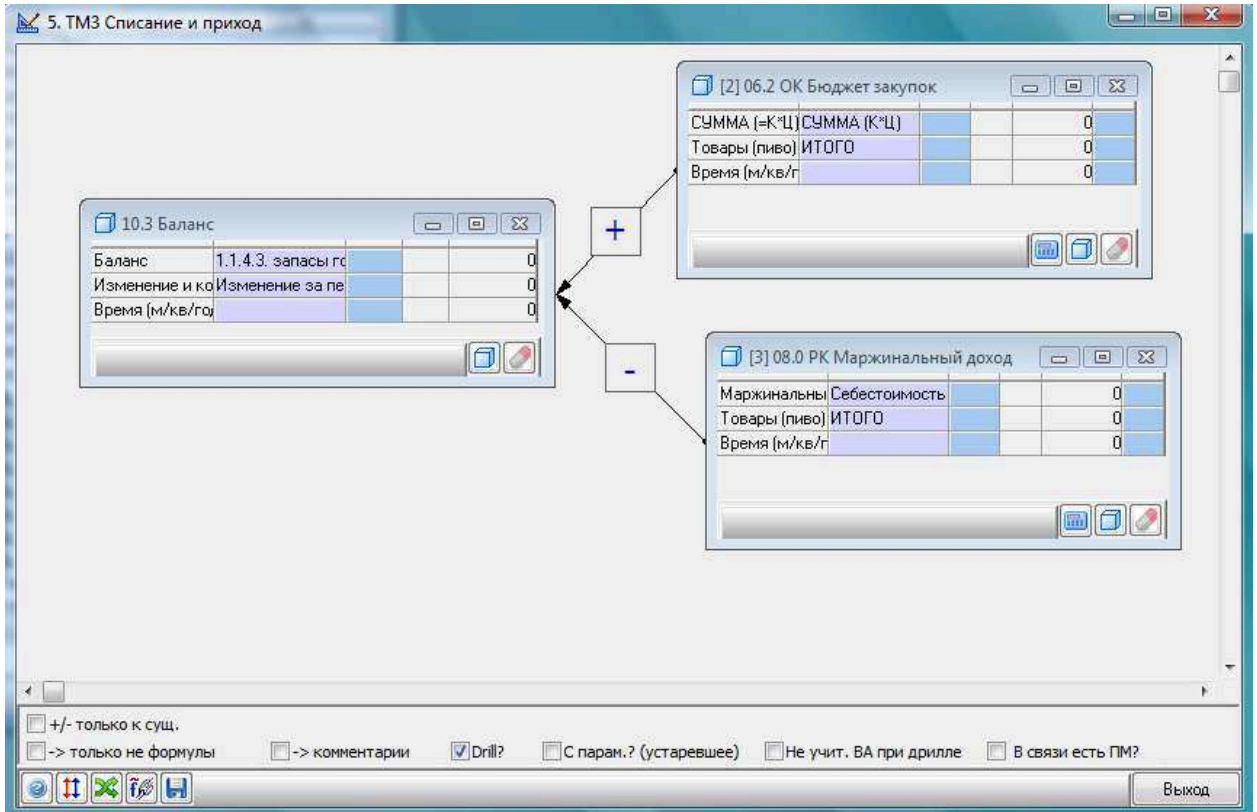 5. ТМЗ Списание и приход
[2] 06.2 ОК Бюджет закупок
СУММА (=К*Ц) СУММА (К*Ц) 0
Товары (пиво) ИТОГО 0
Время (м/кв/г 0
10.3 Баланс
Баланс 1.1.4.3. запасы гс 0
Изменение и ко Изменение за пе 0
Время (м/кв/год 0
+
-
[3] 08.0 РК Маржинальный доход
Маржинальны Себестоимость 0
Товары (пиво) ИТОГО 0
Время (м/кв/г 0
+/- только к сущ.
-> только не формулы -> комментарии Drill? С парам.? (устаревшее) Не учит. ВА при дрилле В связи есть ПМ?
Выход